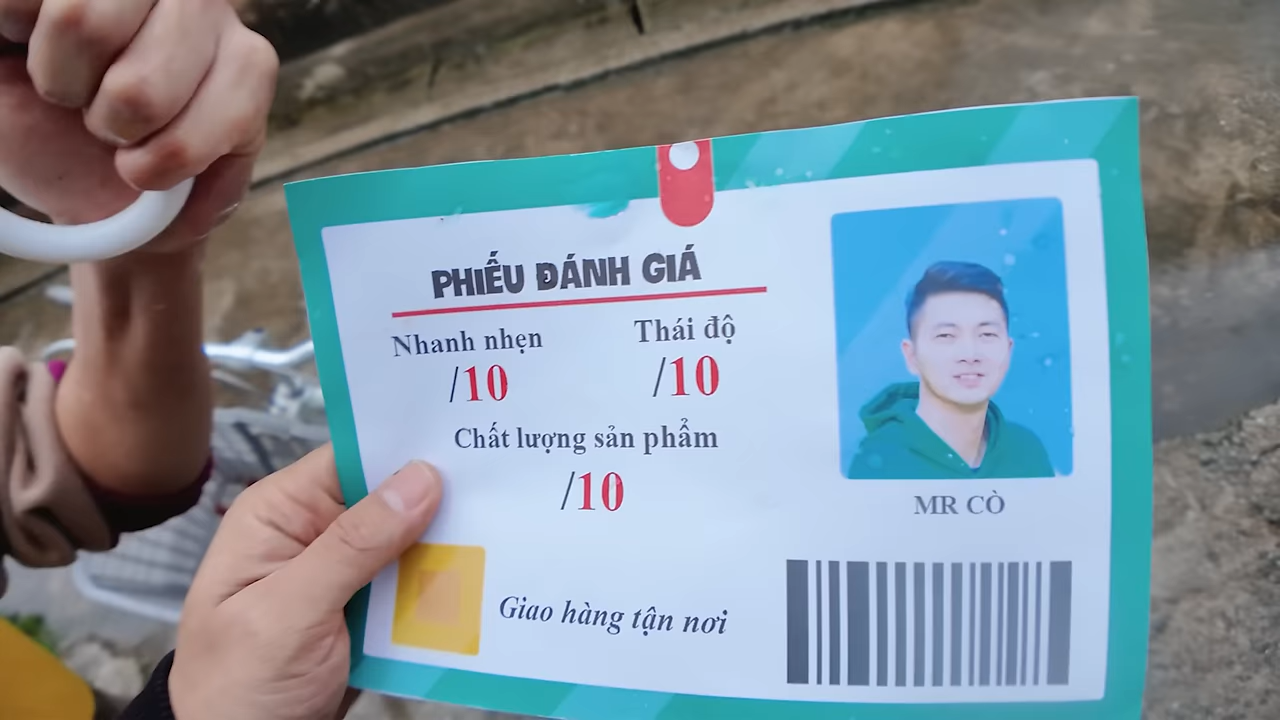 PHIẾU ĐÁNH GIÁ
Nhanh nhẹn
Thái độ
/10
/10
Chất lượng sản phẩm
/10
MR CÒ
Giao hàng tận nơi